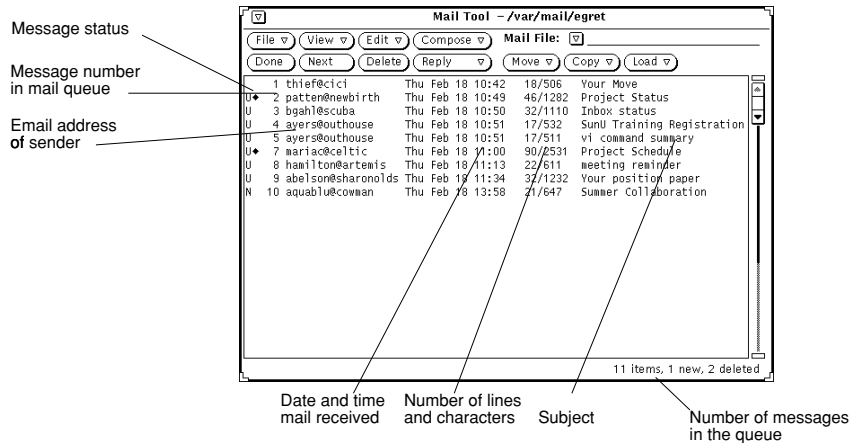 Mail Tool – /var/mail/egret
File View Edit Compose Mail File:
Done Next Delete Reply Move Copy Load
Message status
Message number
in mail queue
Email address
of sender
1 thief@cici Thu Feb 18 10:42 18/506 Your Move
U◆ 2 patten@newbirth Thu Feb 18 10:49 46/1282 Project Status
U 3 bgahl@scuba Thu Feb 18 10:50 32/1110 Inbox status
U 4 ayers@outhouse Thu Feb 18 10:51 17/532 SunU Training Registration
U 5 ayers@outhouse Thu Feb 18 10:51 17/511 vi command summary
U◆ 7 mariac@celtic Thu Feb 18 11:00 90/2531 Project Schedule
U 8 hamilton@artemis Thu Feb 18 11:13 22/611 meeting reminder
U 9 abelson@sharonolds Thu Feb 18 11:34 32/1232 Your position paper
N 10 aquablu@cowman Thu Feb 18 13:58 21/647 Summer Collaboration
11 items, 1 new, 2 deleted
Date and time
mail received
Number of lines
and characters
Subject
Number of messages
in the queue